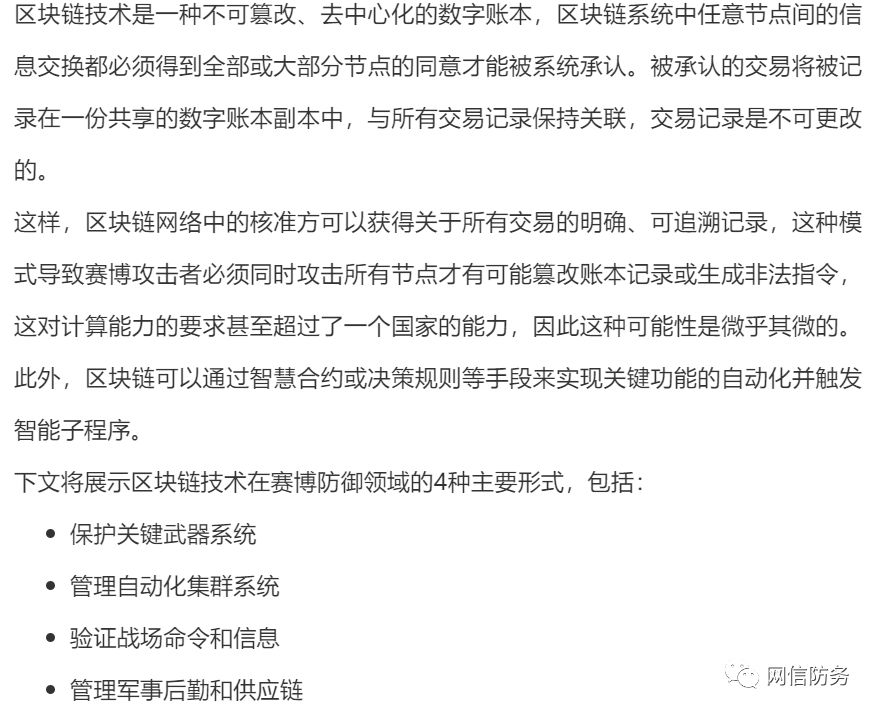 区块链技术是一种不可篡改、去中心化的数字账本，区块链系统中任意节点间的信
息交换都必须得到全部或大部分节点的同意才能被系统承认。被承认的交易将被记
录在一份共享的数字账本副本中，与所有交易记录保持关联，交易记录是不可更改
的。
这样，区块链网络中的核准方可以获得关于所有交易的明确、可追溯记录，这种模
式导致赛博攻击者必须同时攻击所有节点才有可能篡改账本记录或生成非法指令，
这对计算能力的要求甚至超过了一个国家的能力，因此这种可能性是微乎其微的。
此外，区块链可以通过智慧合约或决策规则等手段来实现关键功能的自动化并触发
智能子程序。
下文将展示区块链技术在赛博防御领域的4种主要形式，包括：
• 保护关键武器系统
• 管理自动化集群系统
• 验证战场命令和信息
• 管理军事后勤和供应链
网信防务